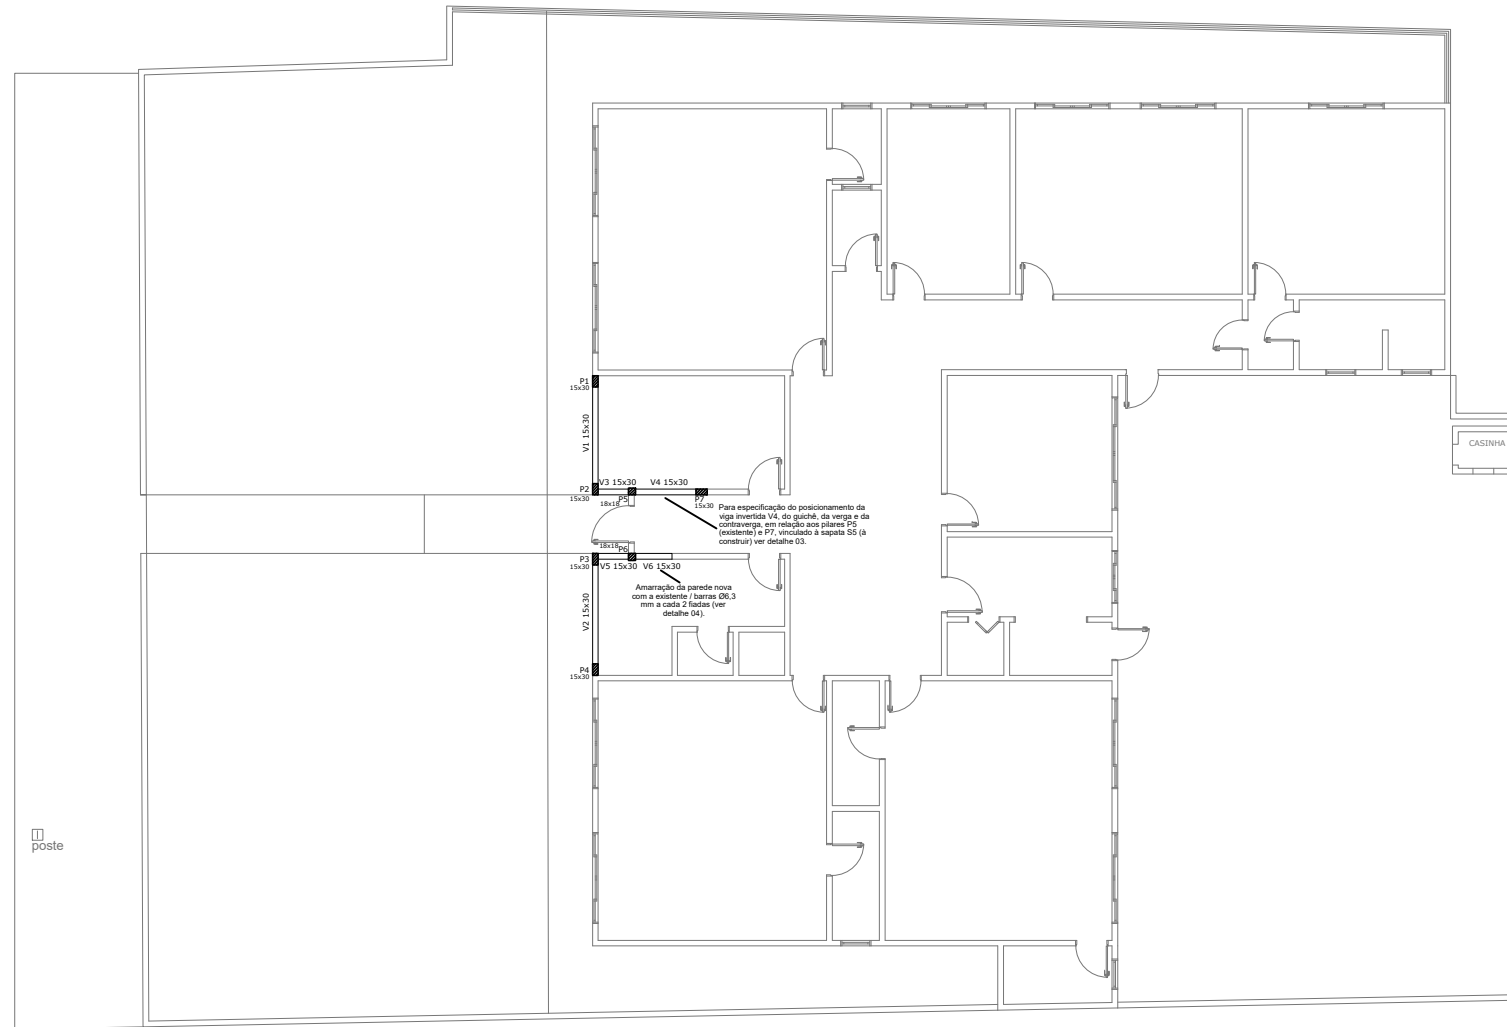 P1
15x30
V1 15x30
V3 15x30
V4 15x30
P2
15x30
P5
18x18
P7
15x30
Para especificação do posicionamento da
viga invertida V4, do guichê, da verga e da
contraverga, em relação aos pilares P5
(existente) e P7, vinculado à sapata S5 (à
construir) ver detalhe 03.
18x18
P6
P3
15x30
V5 15x30
V6 15x30
Amarração da parede nova
com a existente / barras Ø6,3
mm a cada 2 fiadas (ver
detalhe 04).
V2 15x30
P4
15x30
CASINHA
poste